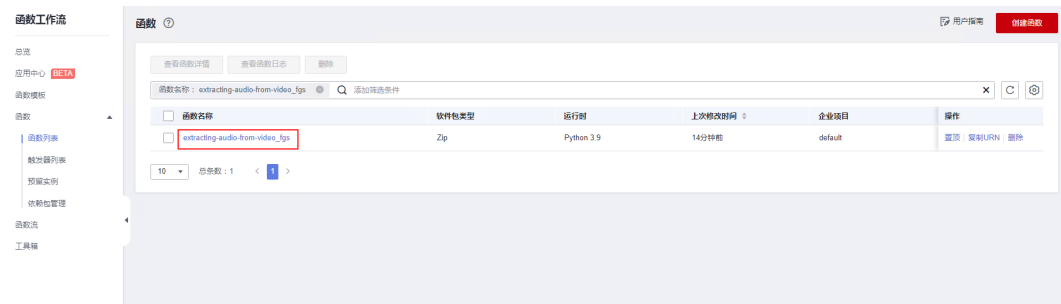 函数工作流
总览
应用中心 BETA
函数模板
函数
函数列表
触发器列表
预留实例
依赖包管理
函数流
工具箱
函数
用户指南
创建函数
查看函数详情 查看函数日志 删除
函数名称： extracting-audio-from-video_fgs 添加筛选条件
函数名称 软件包类型 运行时 上次修改时间 企业项目 操作
extracting-audio-from-video_fgs Zip Python 3.9 14分钟前 default 置顶 复制URN 删除
10 总条数：1 < 1 >